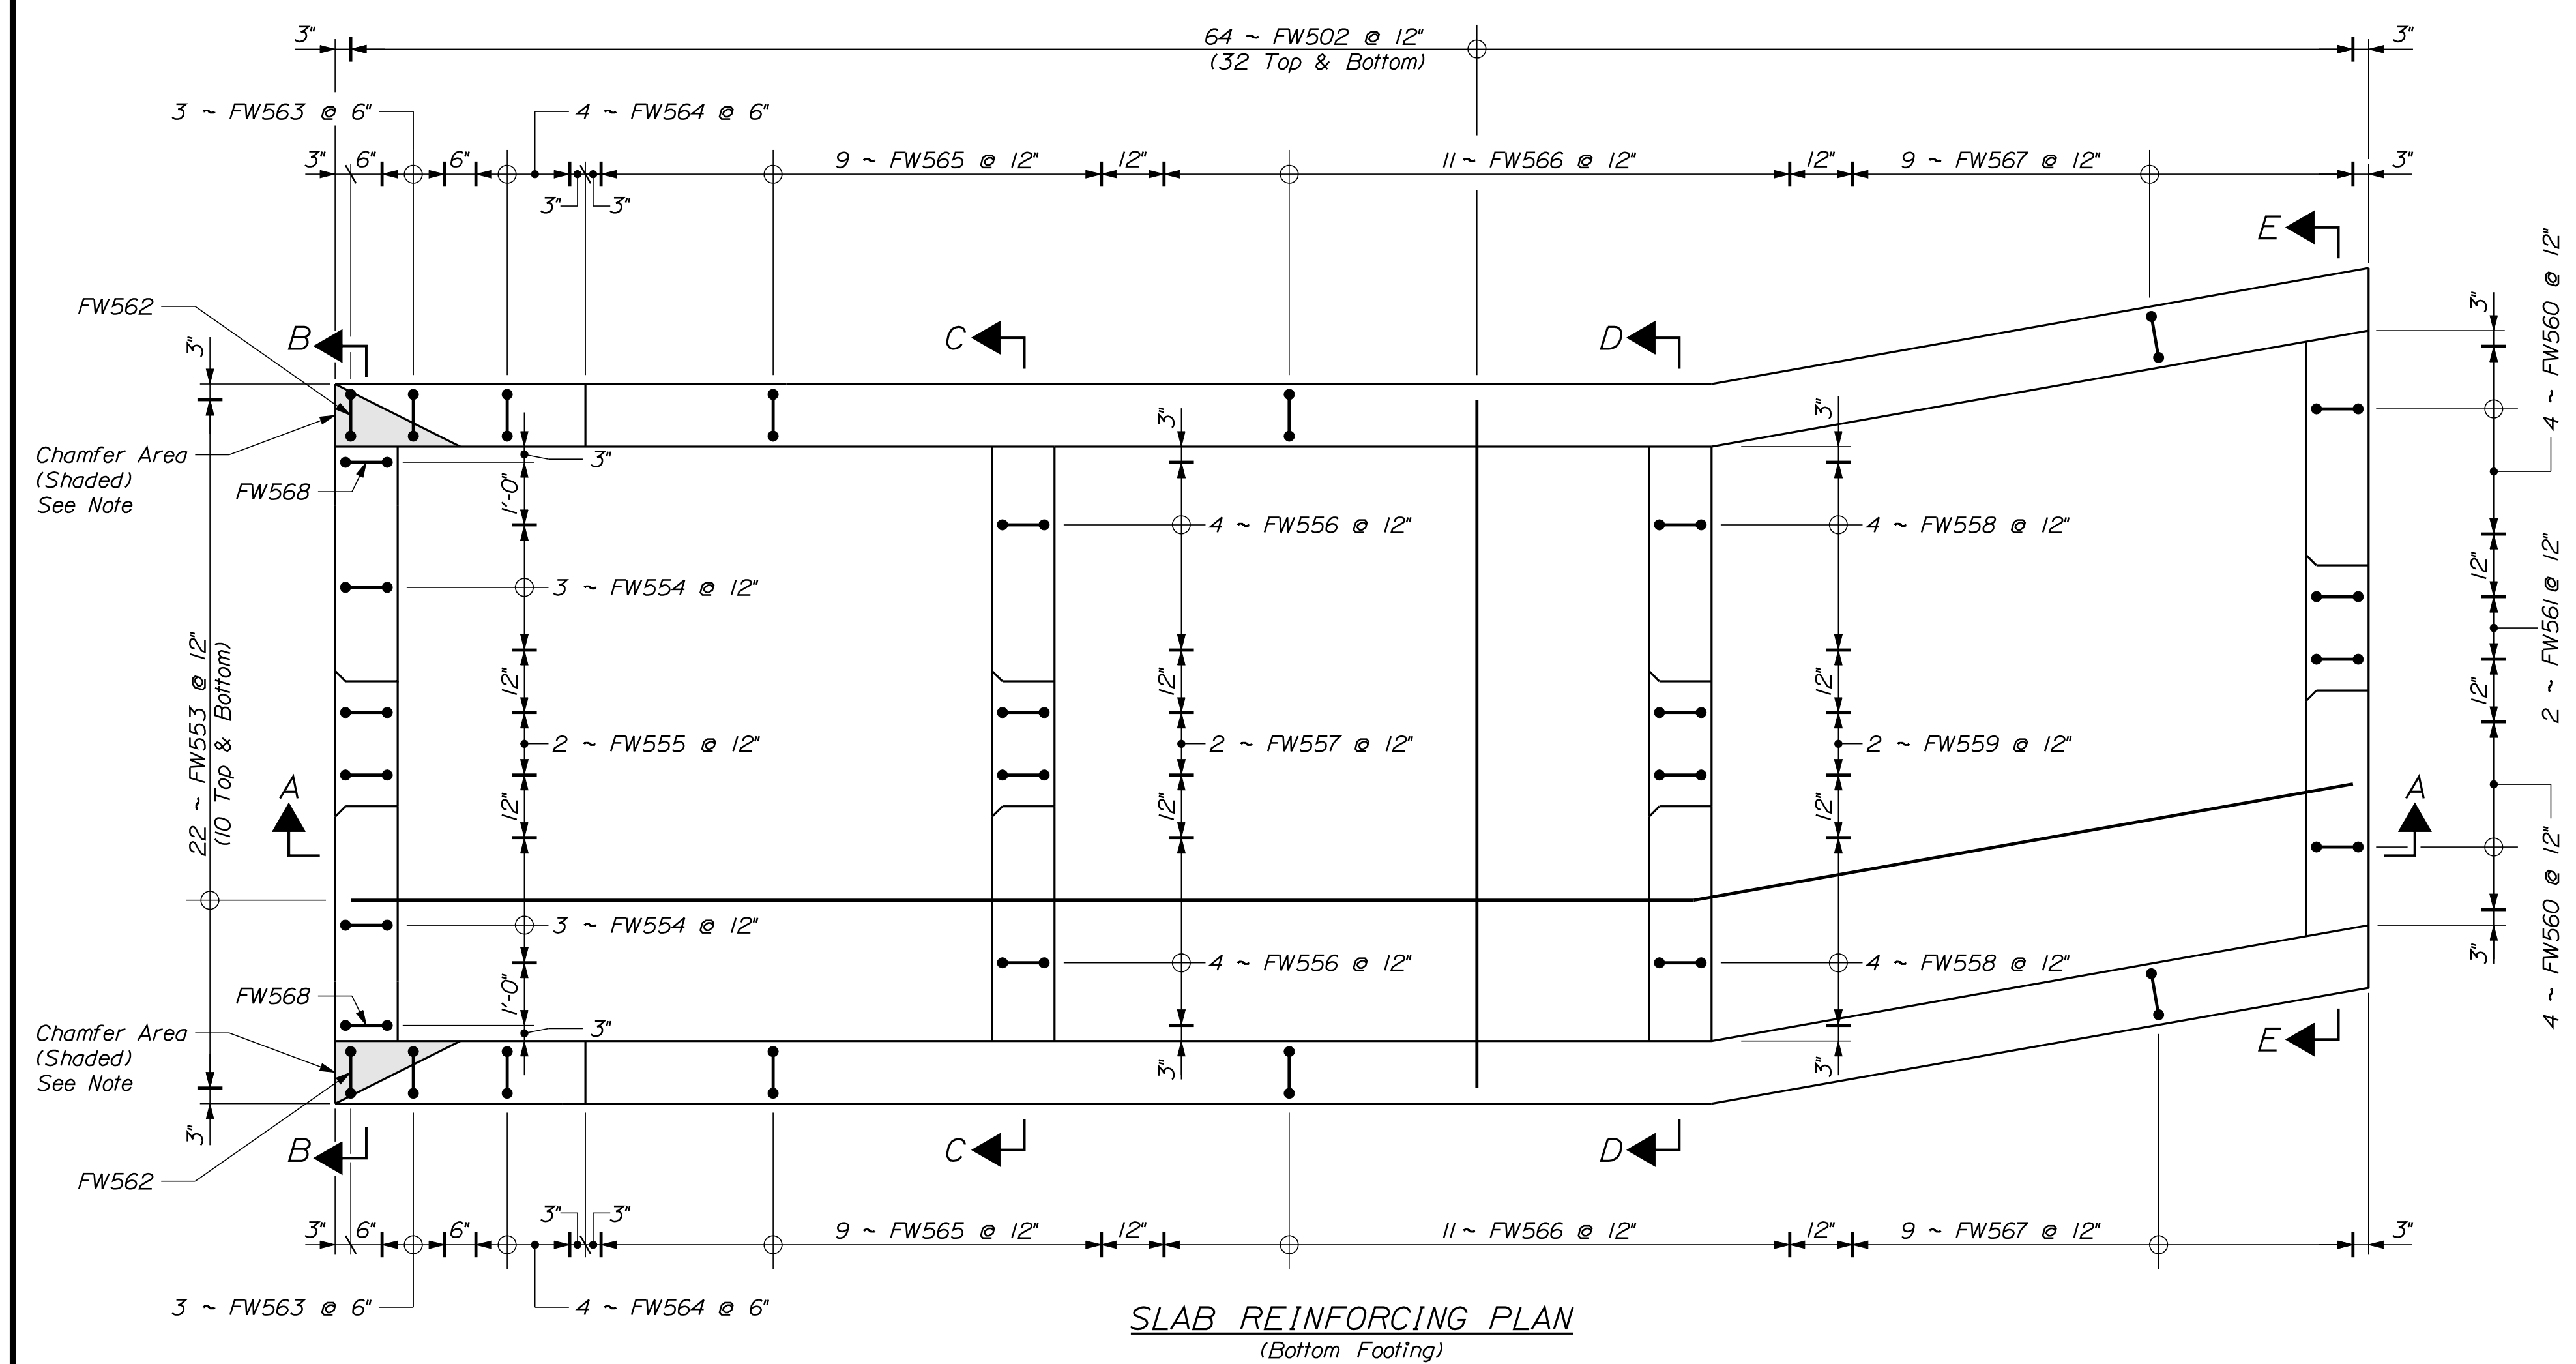 3"
64 ~ FW502 @ 12"
(32 Top & Bottom)
3"
3 ~ FW563 @ 6"
4 ~ FW564 @ 6"
3"
6"
6"
9 ~ FW565 @ 12"
12"
11 ~ FW566 @ 12"
12"
9 ~ FW567 @ 12"
3"
3"
3"
E
FW562
B
C
D
3"
3"
4 ~ FW560 @ 12"
Chamfer Area
(Shaded)
See Note
FW568
3"
1'-0"
3"
4 ~ FW556 @ 12"
3"
4 ~ FW558 @ 12"
3 ~ FW554 @ 12"
12"
12"
12"
12"
2 ~ FW561 @ 12"
12"
22 ~ FW553 @ 12"
(10 Top & Bottom)
2 ~ FW555 @ 12"
2 ~ FW557 @ 12"
2 ~ FW559 @ 12"
A
12"
12"
12"
A
3 ~ FW554 @ 12"
4 ~ FW556 @ 12"
4 ~ FW558 @ 12"
4 ~ FW560 @ 12"
3"
FW568
1'-0"
3"
Chamfer Area
(Shaded)
See Note
3"
3"
3"
E
B
C
D
FW562
3"
3"
3"
6"
6"
9 ~ FW565 @ 12"
12"
11 ~ FW566 @ 12"
12"
9 ~ FW567 @ 12"
3"
3 ~ FW563 @ 6"
4 ~ FW564 @ 6"
SLAB REINFORCING PLAN
(Bottom Footing)